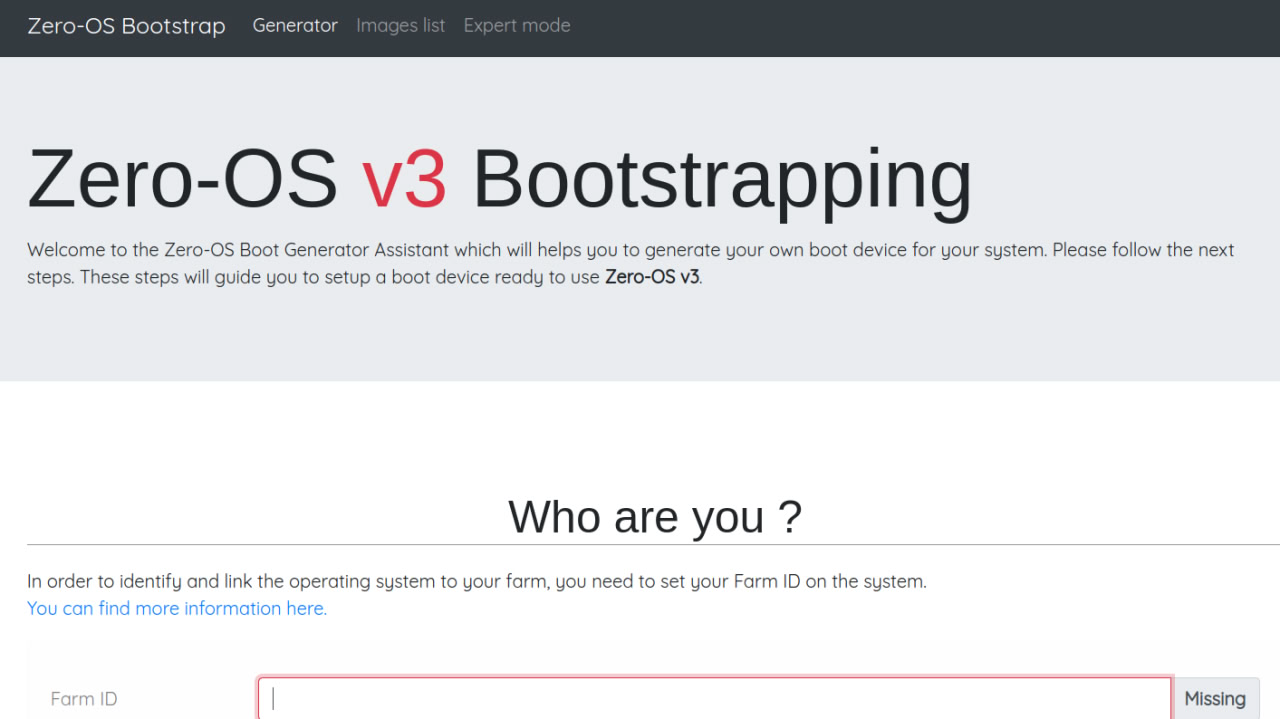 Zero-OS Bootstrap Generator Images list Expert mode
Zero-OS v3 Bootstrapping
Welcome to the Zero-OS Boot Generator Assistant which will helps you to generate your own boot device for your system. Please follow the next
steps. These steps will guide you to setup a boot device ready to use Zero-OS v3.
Who are you ?
In order to identify and link the operating system to your farm, you need to set your Farm ID on the system.
You can find more information here.
Farm ID Missing